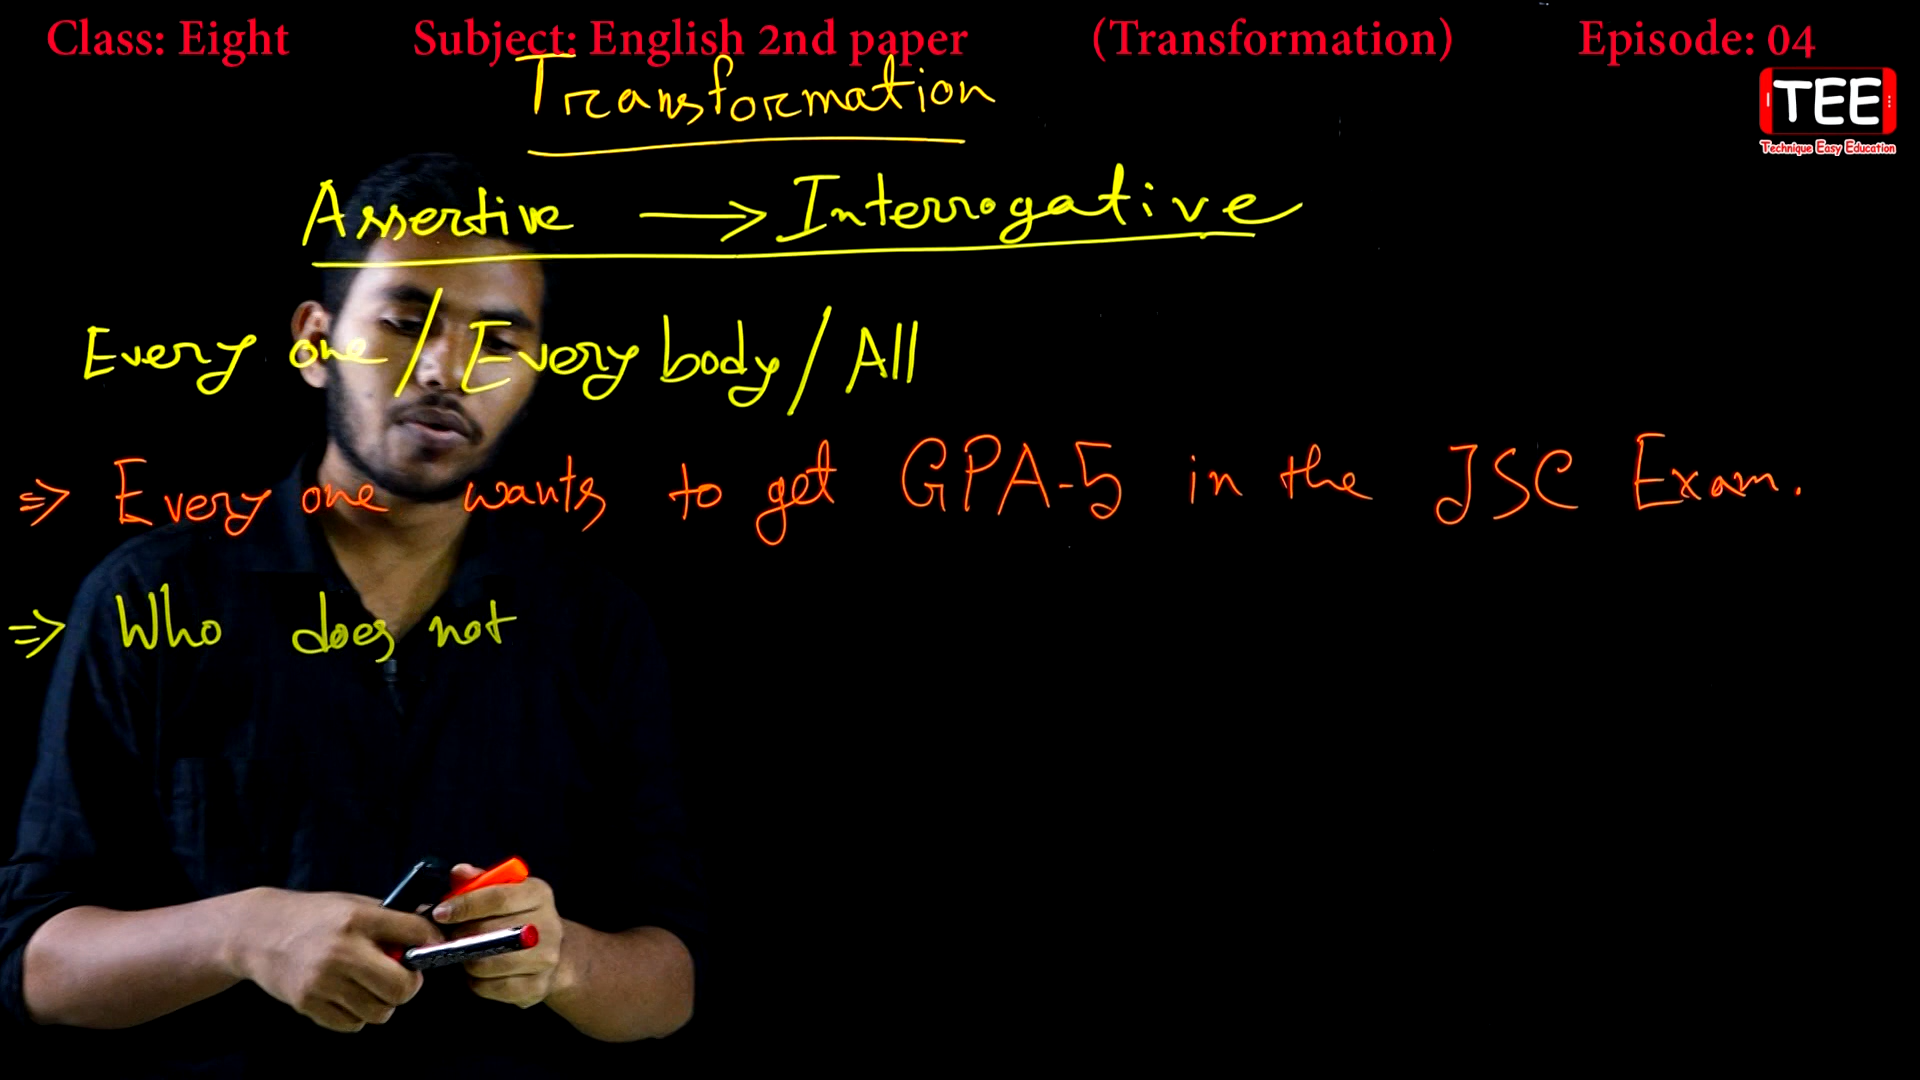 Class: Eight Subject: English 2nd paper (Transformation) Episode: 04
TEE
Technique Easy Education
Transformation
Assertive → Interrogative
Every one / Every body / All
⇒ Every one wants to get GPA-5 in the JSC Exam.
⇒ Who does not